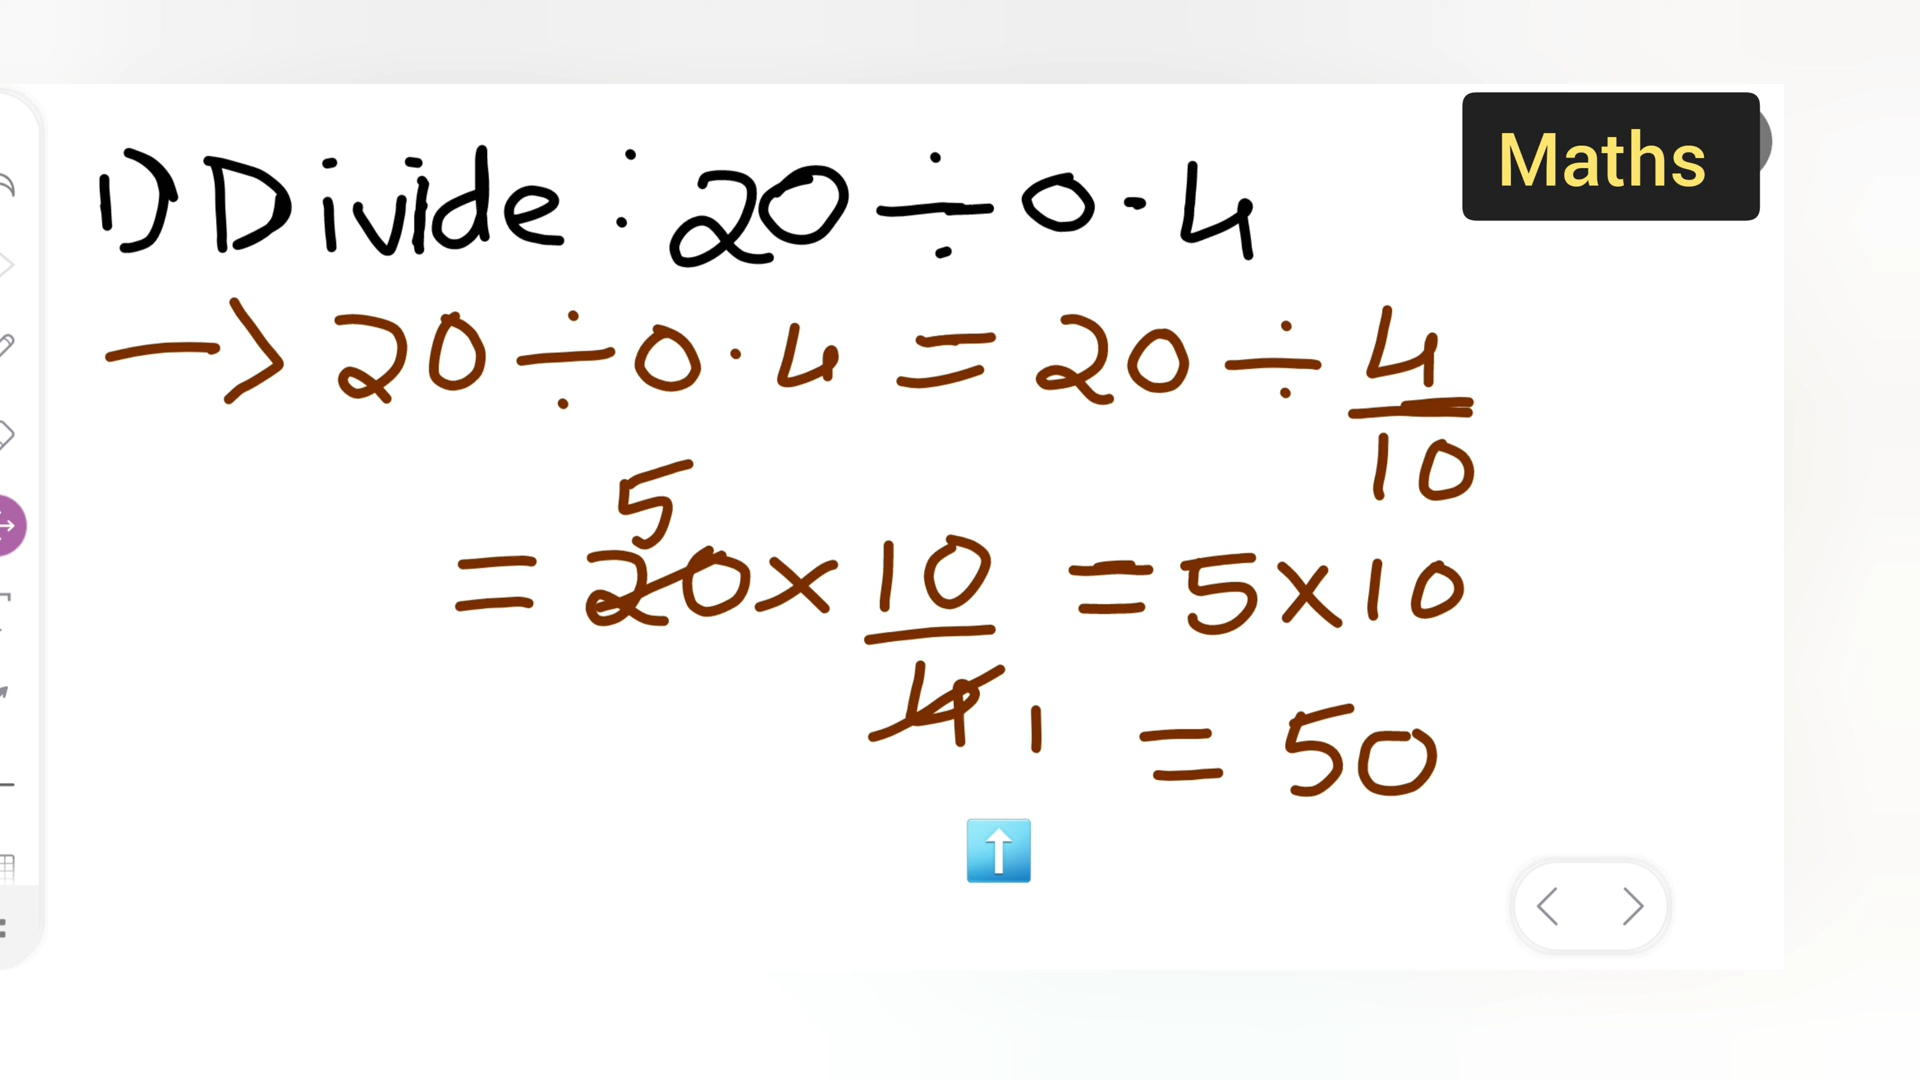 Maths
1) Divide : 20 ÷ 0.4
→ 20 ÷ 0.4 = 20 ÷ 4/10
= 20 5 × 10/4 1 = 5 × 10
= 50